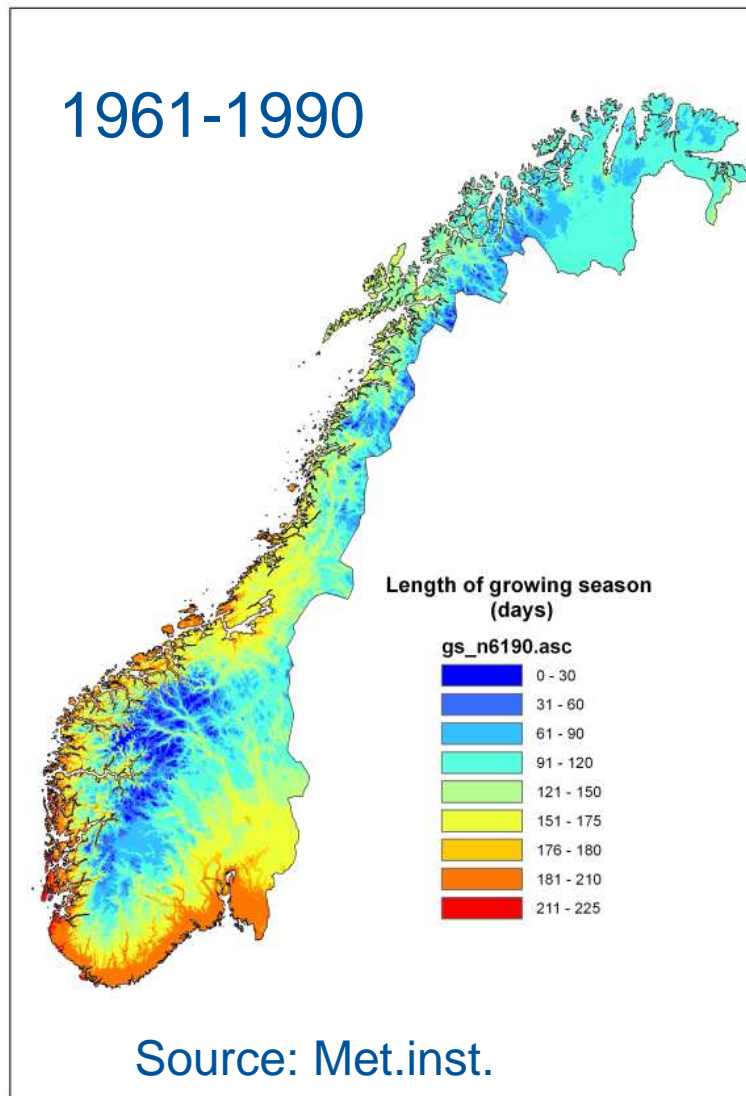 1961-1990
Length of growing season
(days)
gs_n6190.asc
0 - 30
31 - 60
61 - 90
91 - 120
121 - 150
151 - 175
176 - 180
181 - 210
211 - 225
Source: Met.inst.